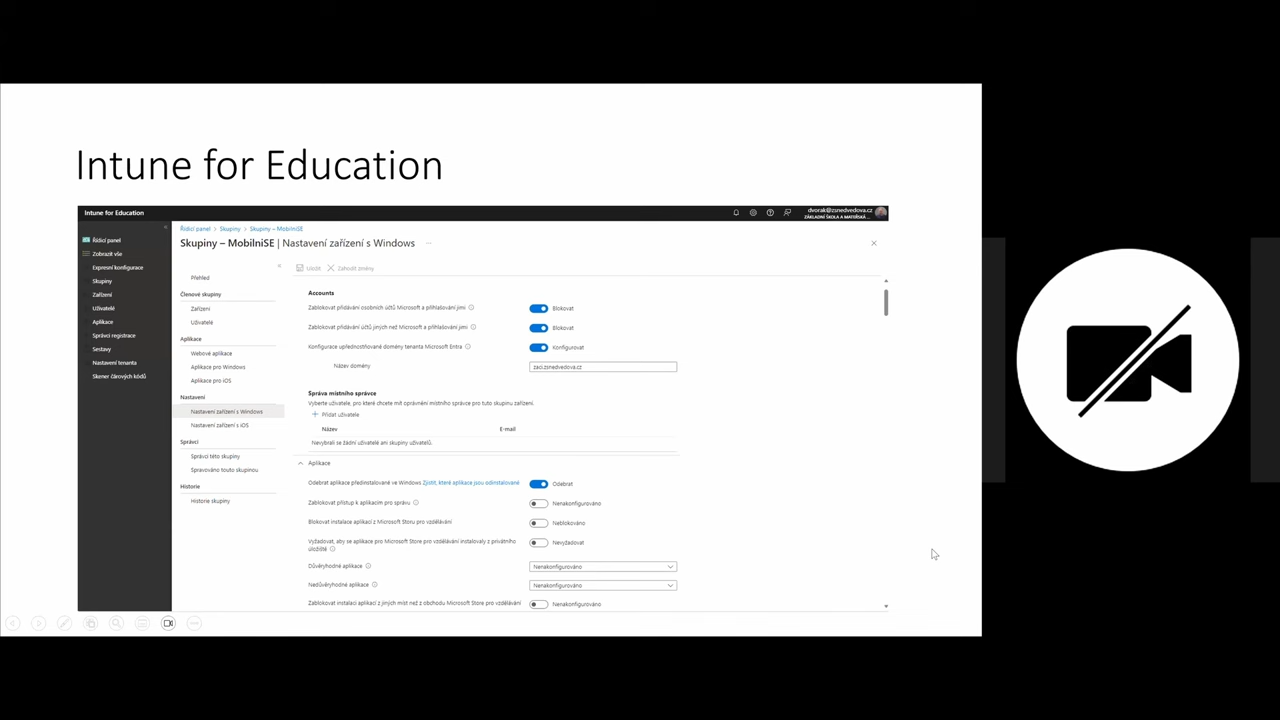 Intune for Education
Intune for Education
dvorak@zsnedvedova.cz
ZÁKLADNÍ ŠKOLA A MATEŘSKÁ ...
Řídicí panel
Zobrazit vše
Expresní konfigurace
Skupiny
Zařízení
Uživatelé
Aplikace
Správci registrace
Sestavy
Nastavení tenanta
Skener čárových kódů
Řídicí panel > Skupiny > Skupiny – MobilniSE
Skupiny – MobilniSE | Nastavení zařízení s Windows ...
Přehled
Členové skupiny
Zařízení
Uživatelé
Aplikace
Webové aplikace
Aplikace pro Windows
Aplikace pro iOS
Nastavení
Nastavení zařízení s Windows
Nastavení zařízení s iOS
Správci
Správci této skupiny
Spravováno touto skupinou
Historie
Historie skupiny
Uložit Zahodit změny
Accounts
Zablokovat přidávání osobních účtů Microsoft a přihlašování jimi Blokovat
Zablokovat přidávání účtů jiných než Microsoft a přihlašování jimi Blokovat
Konfigurace upřednostňované domény tenanta Microsoft Entra Konfigurovat
Název domény zaci.zsnedvedova.cz
Správa místního správce
Vyberte uživatele, pro které chcete mít oprávnění místního správce pro tuto skupinu zařízení.
Přidat uživatele
Název E-mail
Nevybrali se žádní uživatelé ani skupiny uživatelů.
Aplikace
Odebrat aplikace předinstalované ve Windows Zjistit, které aplikace jsou odinstalované Odebrat
Zablokovat přístup k aplikacím pro správu Nenakonfigurováno
Blokovat instalace aplikací z Microsoft Storu pro vzdělávání Neblokováno
Vyžadovat, aby se aplikace pro Microsoft Store pro vzdělávání instalovaly z privátního
úložiště Nevyžadovat
Důvěryhodné aplikace Nenakonfigurováno
Nedůvěryhodné aplikace Nenakonfigurováno
Zablokovat instalaci aplikací z jiných míst než z obchodu Microsoft Store pro vzdělávání Nenakonfigurováno